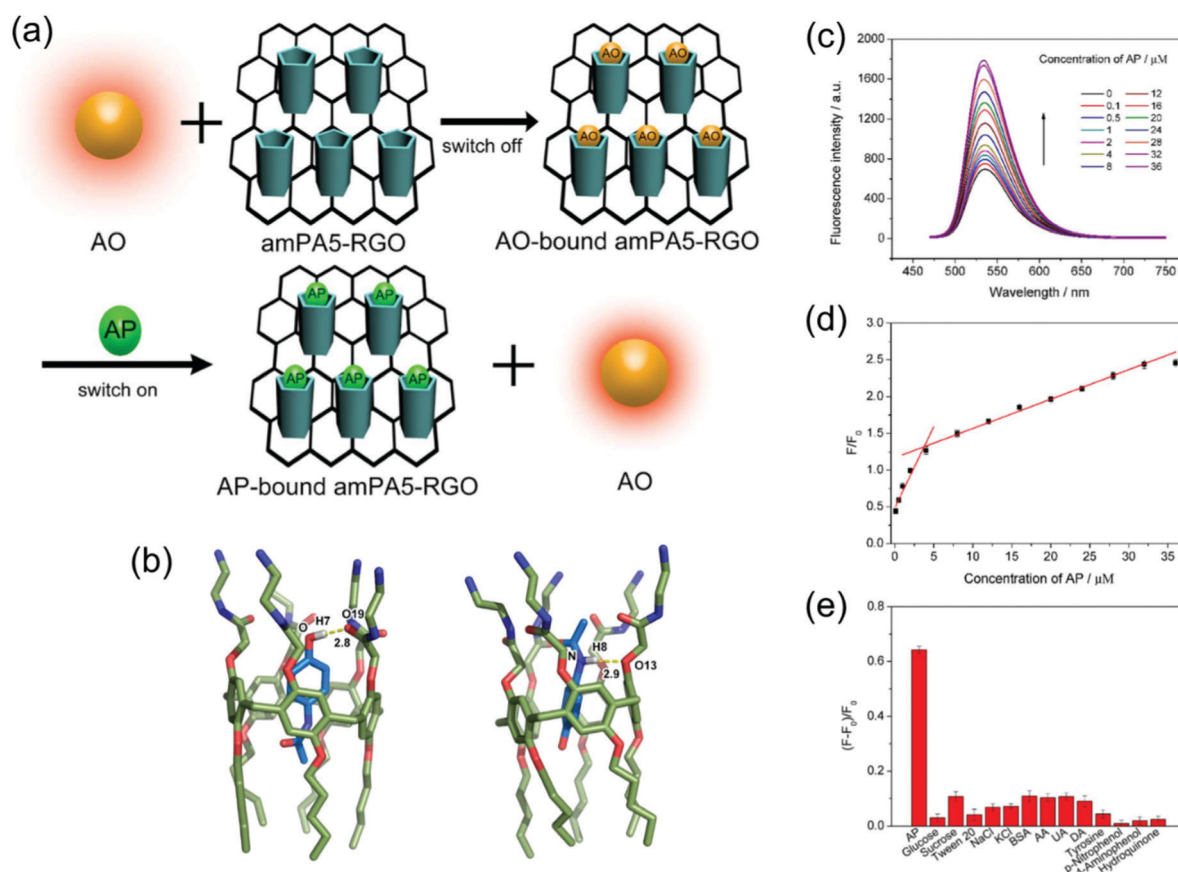 (a)
AO
AO
AO
AO
AO
AO
switch off
AO
amPA5-RGO
AO-bound amPA5-RGO
AP
AP
AP
AP
AP
AP
switch on
AP-bound amPA5-RGO
AO
(b)
O
H7
O19
2.8
N
H8
2.9
O13
(c)
Fluorescence intensity / a.u.
2000
1600
1200
800
400
0
Concentration of AP / μM
0 12
0.1 16
0.5 20
1 24
2 28
4 32
8 36
450 500 550 600 650 700 750
Wavelength / nm
(d)
F/F0
3.0
2.5
2.0
1.5
1.0
0.5
0.0
0 5 10 15 20 25 30 35
Concentration of AP / μM
(e)
(F-F0)/F0
0.8
0.6
0.4
0.2
0.0
AP
Glucose
Sucrose
Tween 20
NaCl
KCl
BSA
AA
UA
DA
Tyrosine
p-Nitrophenol
Hydroquinone